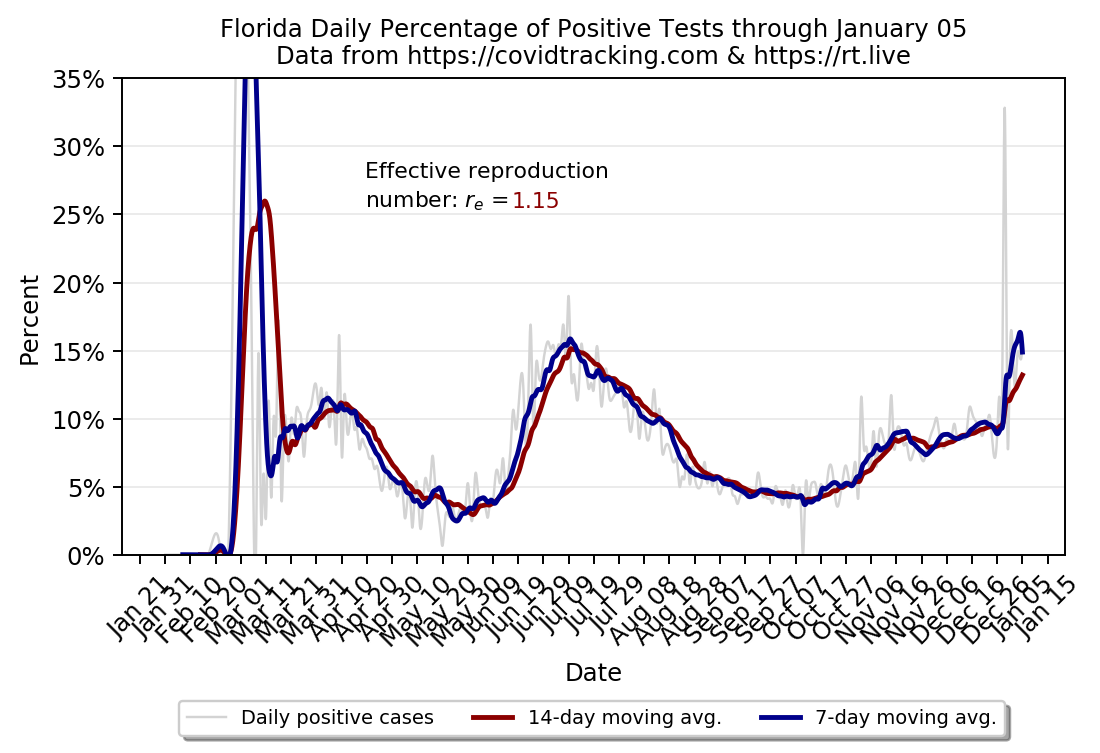 Florida Daily Percentage of Positive Tests through January 05
Data from https://covidtracking.com & https://rt.live
35%
30%
25%
20%
15%
10%
5%
0%
Percent
Effective reproduction
number: rₑ = 1.15
Jan 21
Jan 31
Feb 10
Feb 20
Mar 01
Mar 11
Mar 21
Mar 31
Apr 10
Apr 20
Apr 30
May 10
May 20
May 30
Jun 09
Jun 19
Jun 29
Jul 09
Jul 19
Jul 29
Aug 08
Aug 18
Aug 28
Sep 07
Sep 17
Sep 27
Oct 07
Oct 17
Oct 27
Nov 06
Nov 16
Nov 26
Dec 06
Dec 16
Dec 26
Jan 05
Jan 15
Date
Daily positive cases
14-day moving avg.
7-day moving avg.